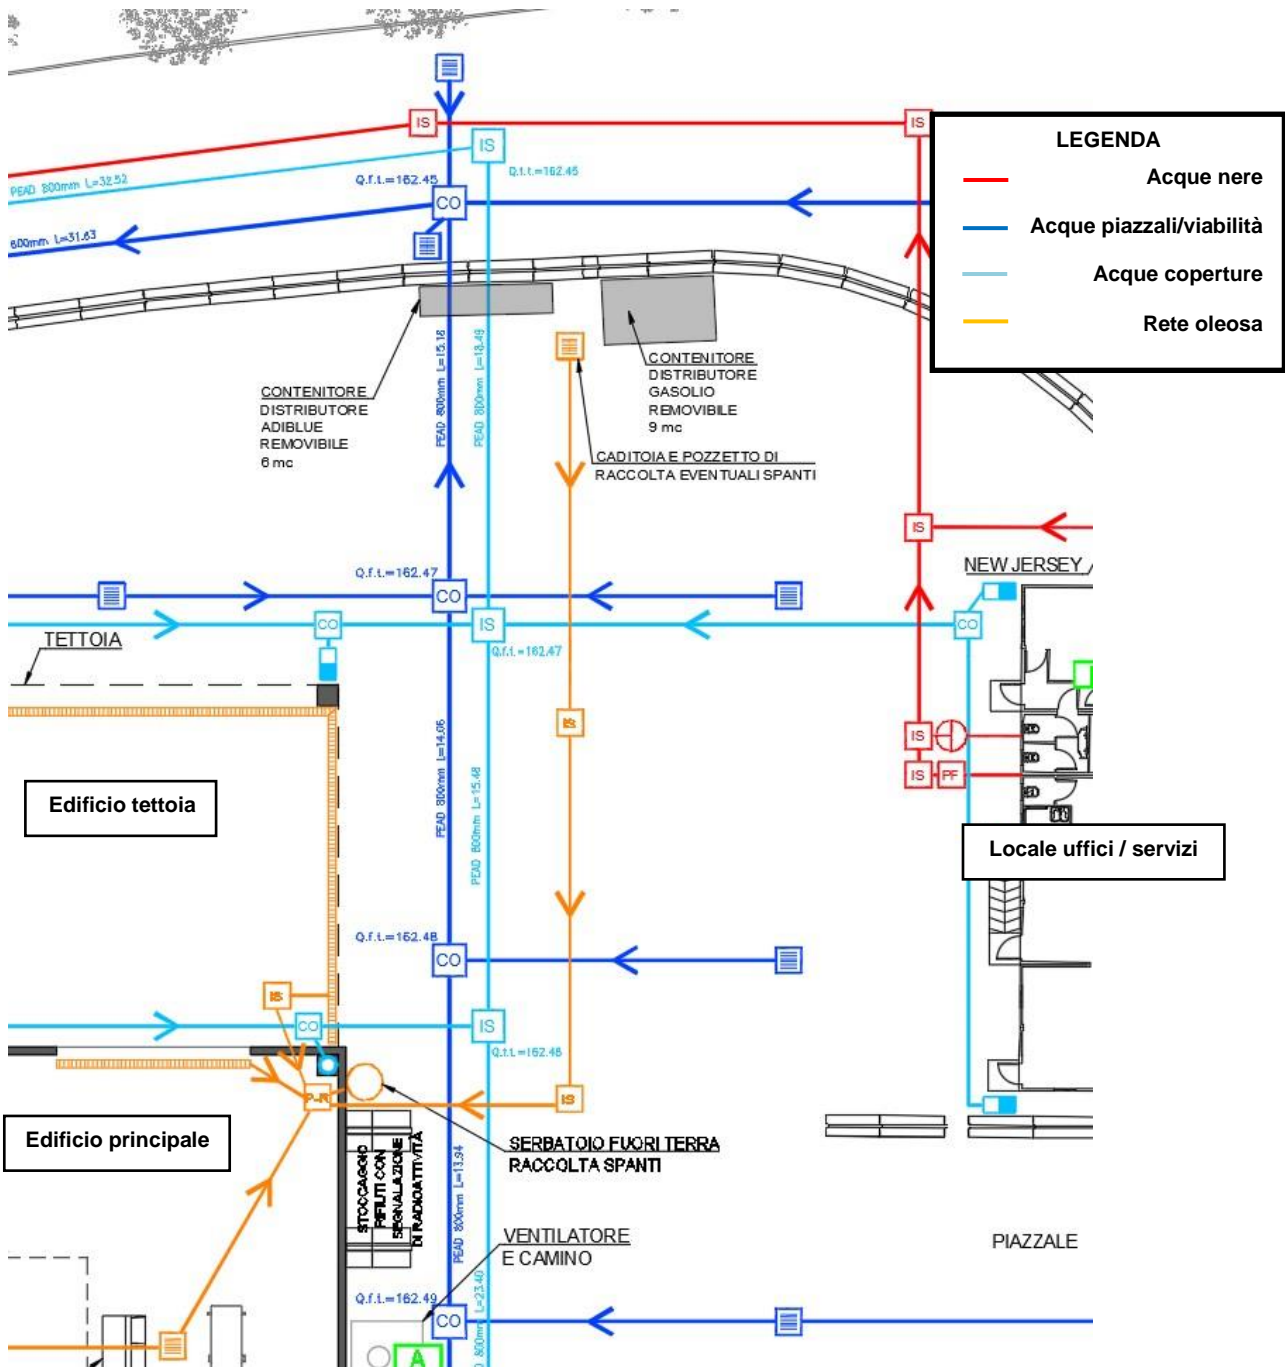 IS
IS
IS
LEGENDA
Acque nere
Acque piazzali/viabilità
Acque coperture
Rete oleosa
PEAD 800mm L=32.52
Q.f.t.=162.45
Q.f.t.=162.45
CO
600mm L=31.63
PEAD 800mm L=15.18
PEAD 800mm L=18.49
CONTENITORE
DISTRIBUTORE
ADIBLUE
REMOVIBILE
6 mc
CONTENITORE
DISTRIBUTORE
GASOLIO
REMOVIBILE
9 mc
CADITOIA E POZZETTO DI
RACCOLTA EVENTUALI SPANTI
IS
NEW JERSEY
Q.f.t.=162.47
CO
CO
IS
CO
Q.f.t.=162.47
TETTOIA
PEAD 800mm L=14.06
PEAD 800mm L=15.48
IS
IS
IS
PF
Edificio tettoia
Locale uffici / servizi
Q.f.t.=162.48
CO
IS
CO
IS
Q.f.t.=162.48
P-R
IS
Edificio principale
SERBATOIO FUORI TERRA
RACCOLTA SPANTI
STOCCAGGIO
RIFIUTI CON
SEGNALAZIONE
DI RADIOATTIVITÀ
PEAD 800mm L=13.94
VENTILATORE
E CAMINO
PIAZZALE
Q.f.t.=162.49
CO
PEAD 800mm L=23.40
A